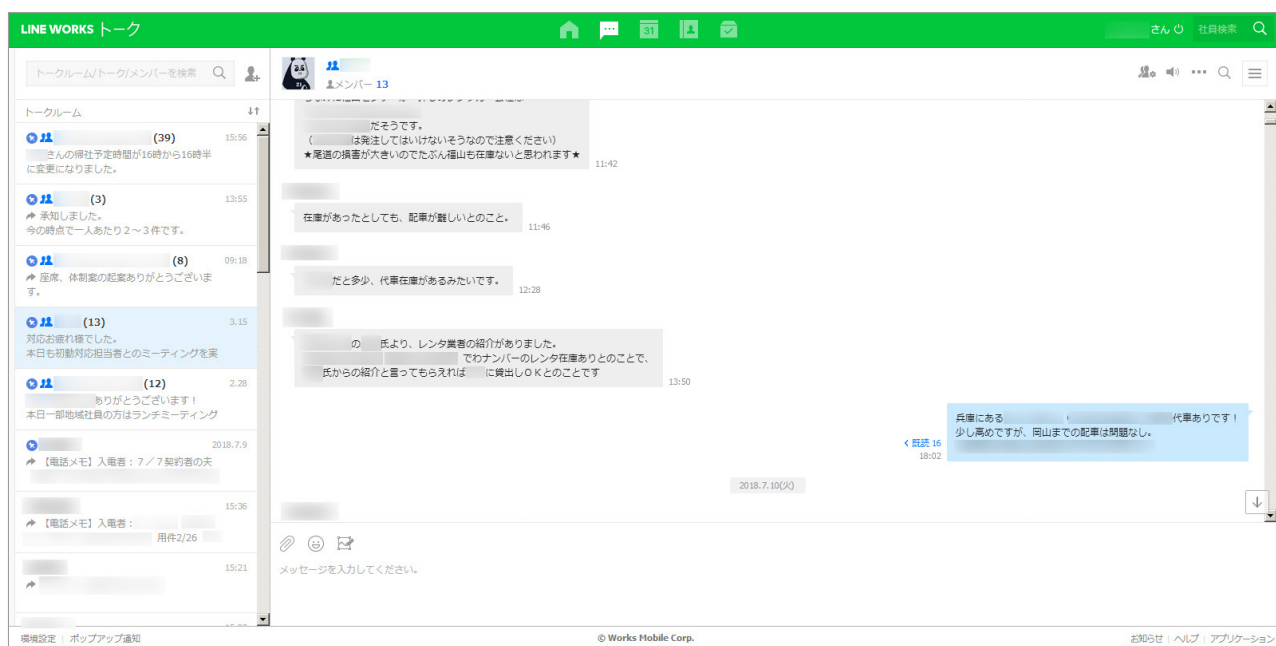 LINE WORKS トーク
31
さん
社員検索
トークルーム/トーク/メンバーを検索
メンバー 13
トークルーム
(39) 15:56
さんの帰社予定時間が16時から16時半
に変更になりました。
(3) 13:55
承知しました。
今の時点で一人あたり２～３件です。
(8) 09:18
座席、体制案の起案ありがとうございま
す。
(13) 3.15
対応お疲れ様でした。
本日も初動対応担当者とのミーティングを実
(12) 2.28
ありがとうございます！
本日一部地域社員の方はランチミーティング
2018.7.9
【電話メモ】入電者：７／７契約者の夫
15:36
【電話メモ】入電者：
用件2/26
15:21
だそうです。
（ は発注してはいけないそうなので注意ください）
★尾道の損害が大きいのでたぶん福山も在庫ないと思われます★
11:42
在庫があったとしても、配車が難しいとのこと。
11:46
だと多少、代車在庫があるみたいです。
12:28
の 氏より、レンタ業者の紹介がありました。
でわナンバーのレンタ在庫ありとのことで、
氏からの紹介と言ってもらえれば に貸出しＯＫとのことです
13:50
兵庫にある 代車ありです！
少し高めですが、岡山までの配車は問題なし。
既読 16
18:02
2018.7.10(火)
メッセージを入力してください。
環境設定 | ポップアップ通知
© Works Mobile Corp.
お知らせ | ヘルプ | アプリケーション